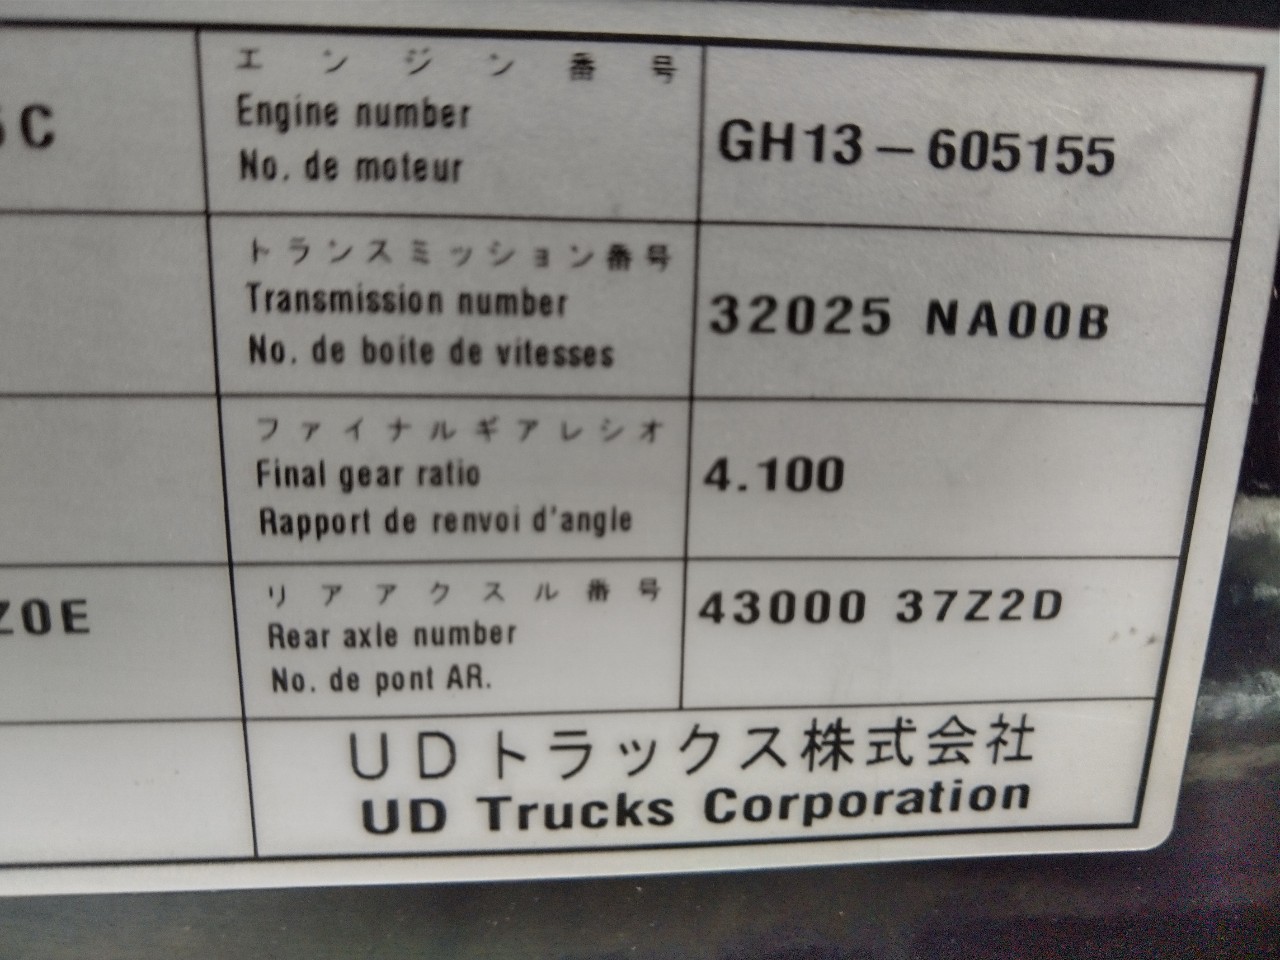 5C
エンジン番号
Engine number
No. de moteur
GH13-605155
トランスミッション番号
Transmission number
No. de boite de vitesses
32025 NA00B
ファイナルギアレシオ
Final gear ratio
Rapport de renvoi d'angle
4.100
Z0E
リアアクスル番号
Rear axle number
No. de pont AR.
43000 37Z2D
UDトラックス株式会社
UD Trucks Corporation